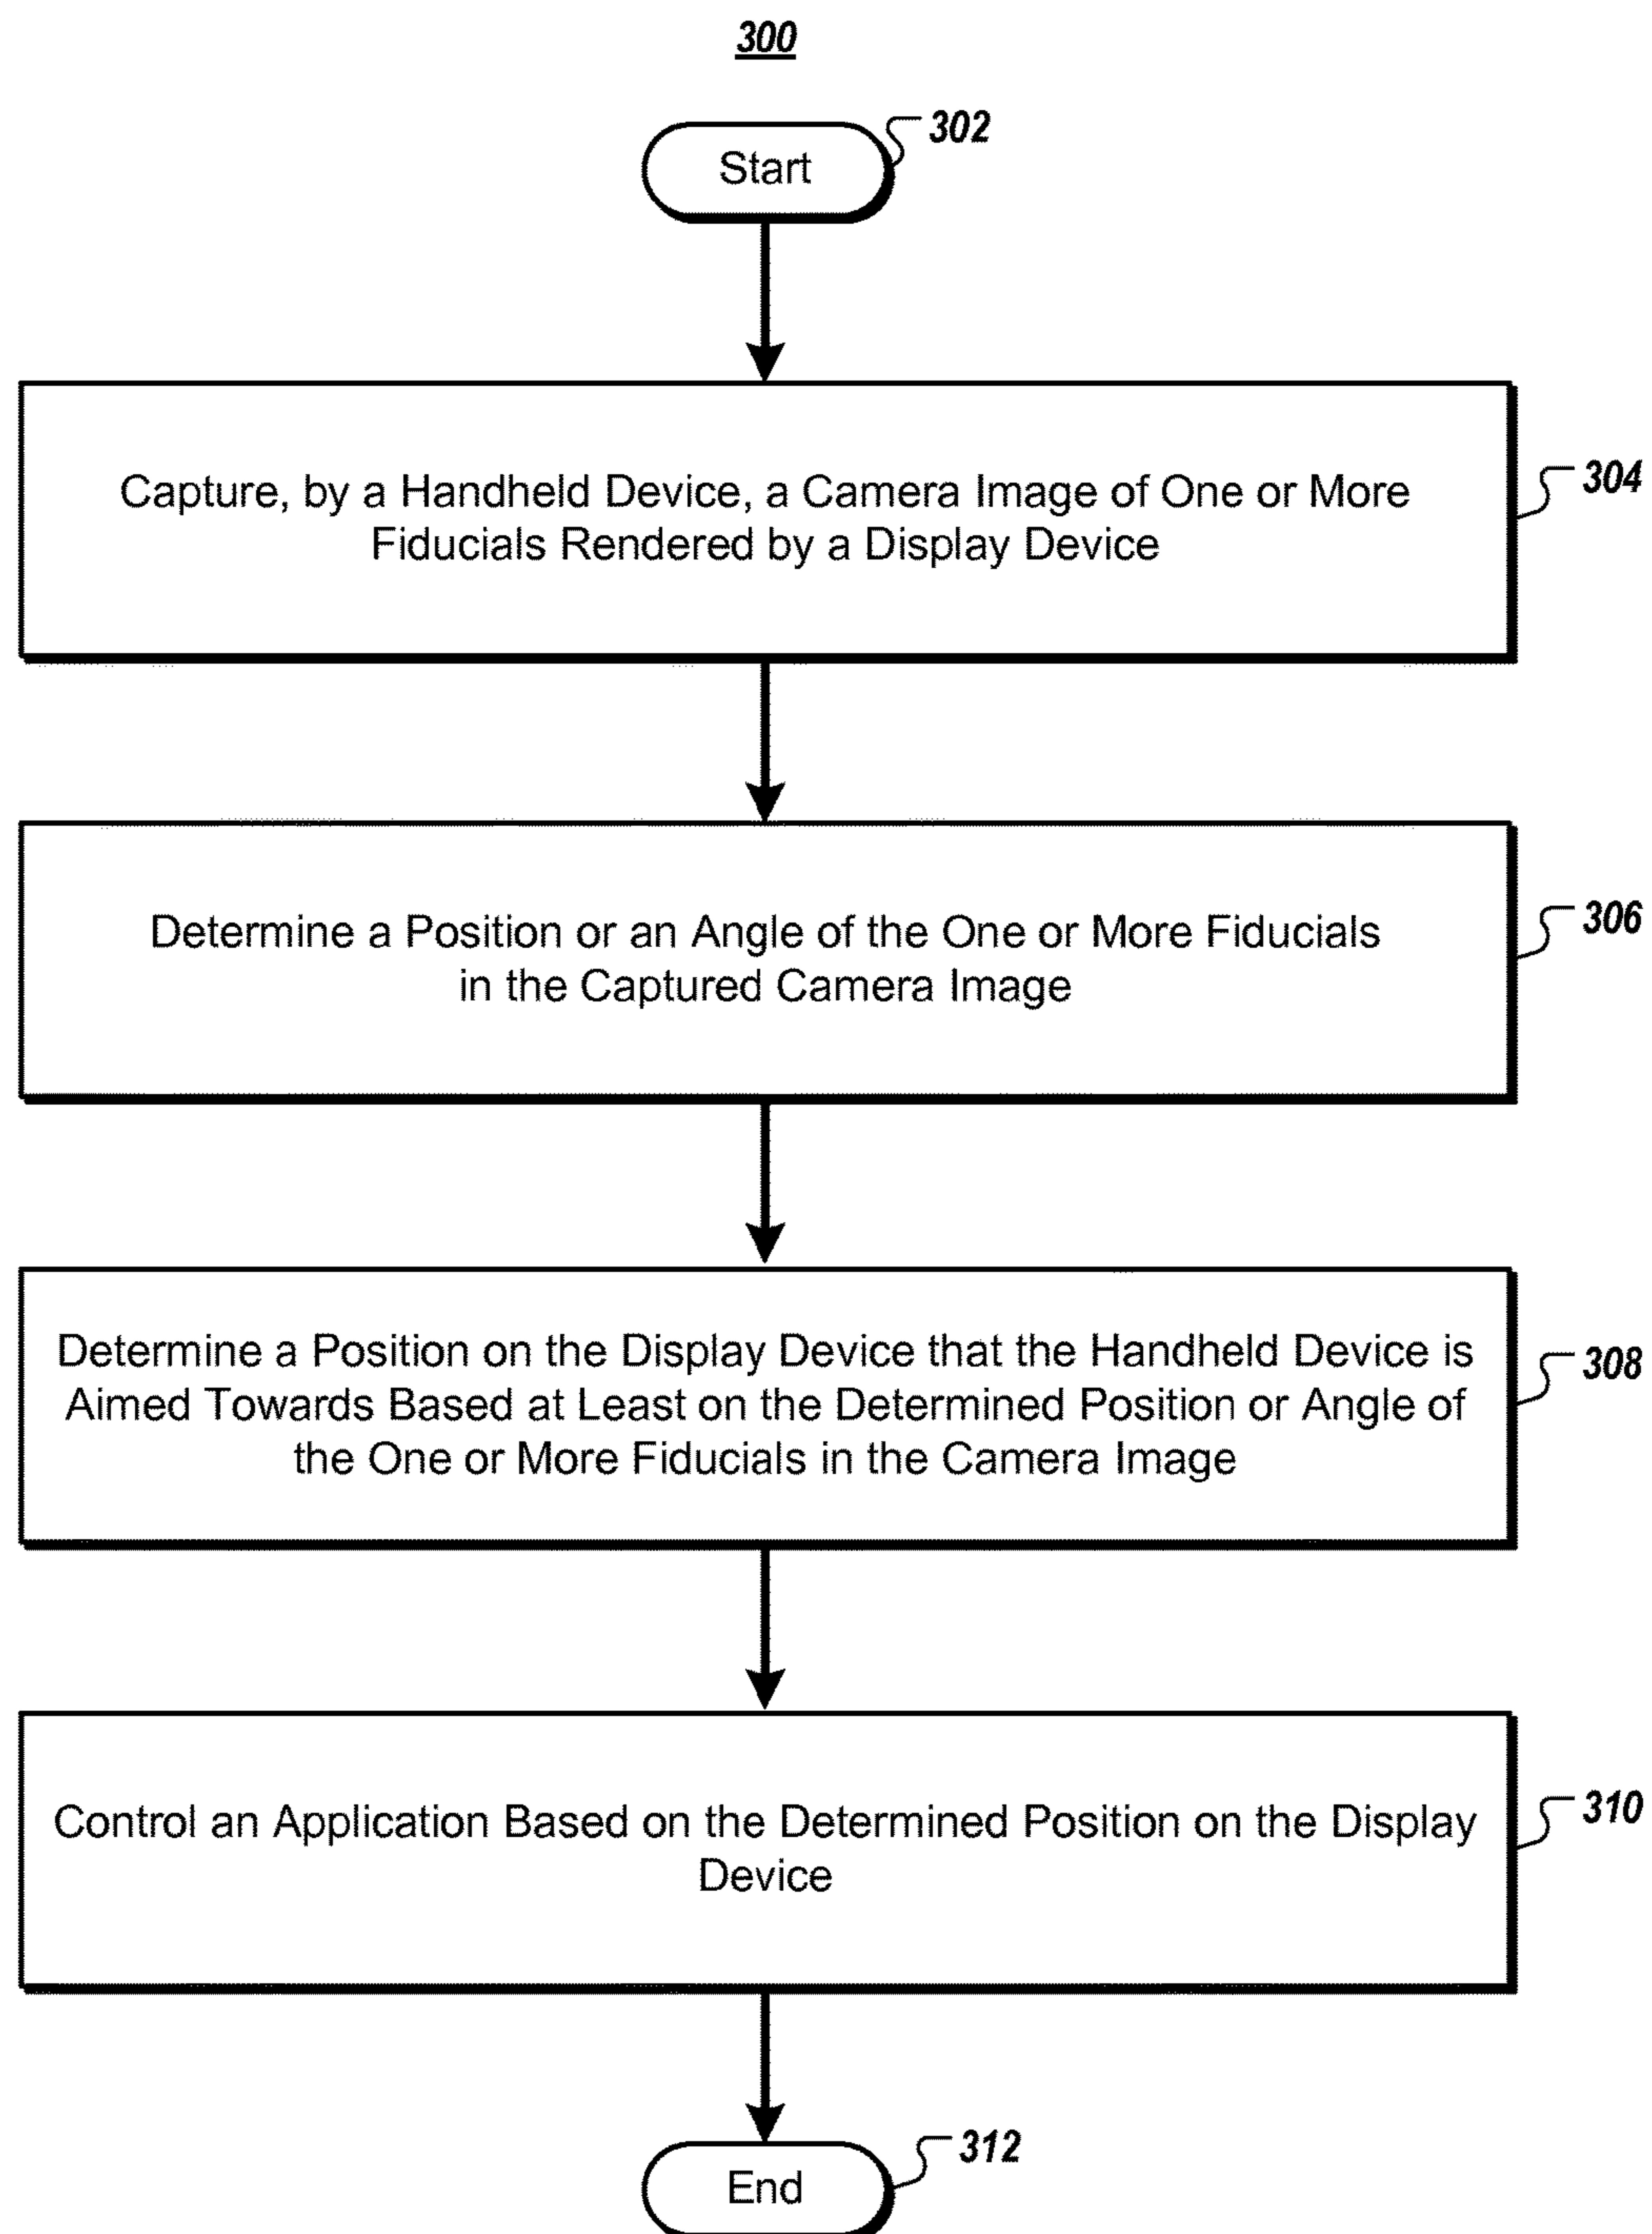 300
302
Start
304
Capture, by a Handheld Device, a Camera Image of One or More
Fiducials Rendered by a Display Device
306
Determine a Position or an Angle of the One or More Fiducials
in the Captured Camera Image
308
Determine a Position on the Display Device that the Handheld Device is
Aimed Towards Based at Least on the Determined Position or Angle of
the One or More Fiducials in the Camera Image
310
Control an Application Based on the Determined Position on the Display
Device
312
End